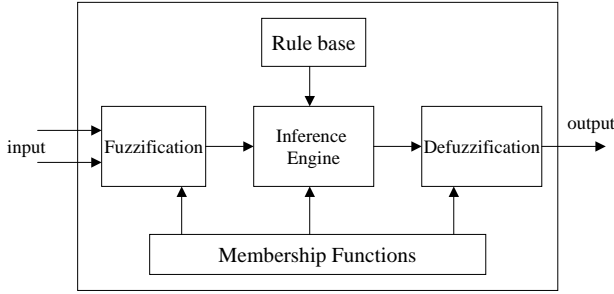 Rule base
input
Fuzzification
Inference
Engine
Defuzzification
output
Membership Functions